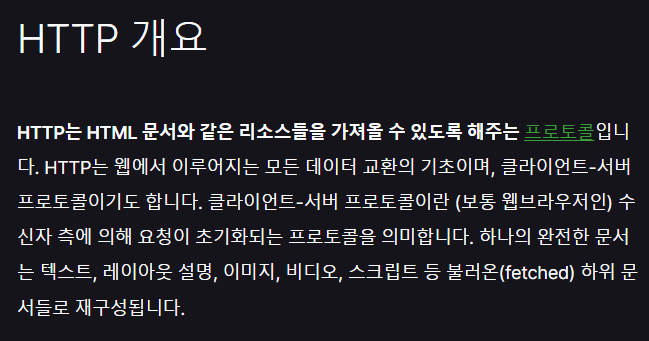 HTTP 개요
HTTP는 HTML 문서와 같은 리소스들을 가져올 수 있도록 해주는 프로토콜입니
다. HTTP는 웹에서 이루어지는 모든 데이터 교환의 기초이며, 클라이언트-서버
프로토콜이기도 합니다. 클라이언트-서버 프로토콜이란 (보통 웹브라우저인) 수
신자 측에 의해 요청이 초기화되는 프로토콜을 의미합니다. 하나의 완전한 문서
는 텍스트, 레이아웃 설명, 이미지, 비디오, 스크립트 등 불러온(fetched) 하위 문
서들로 재구성됩니다.